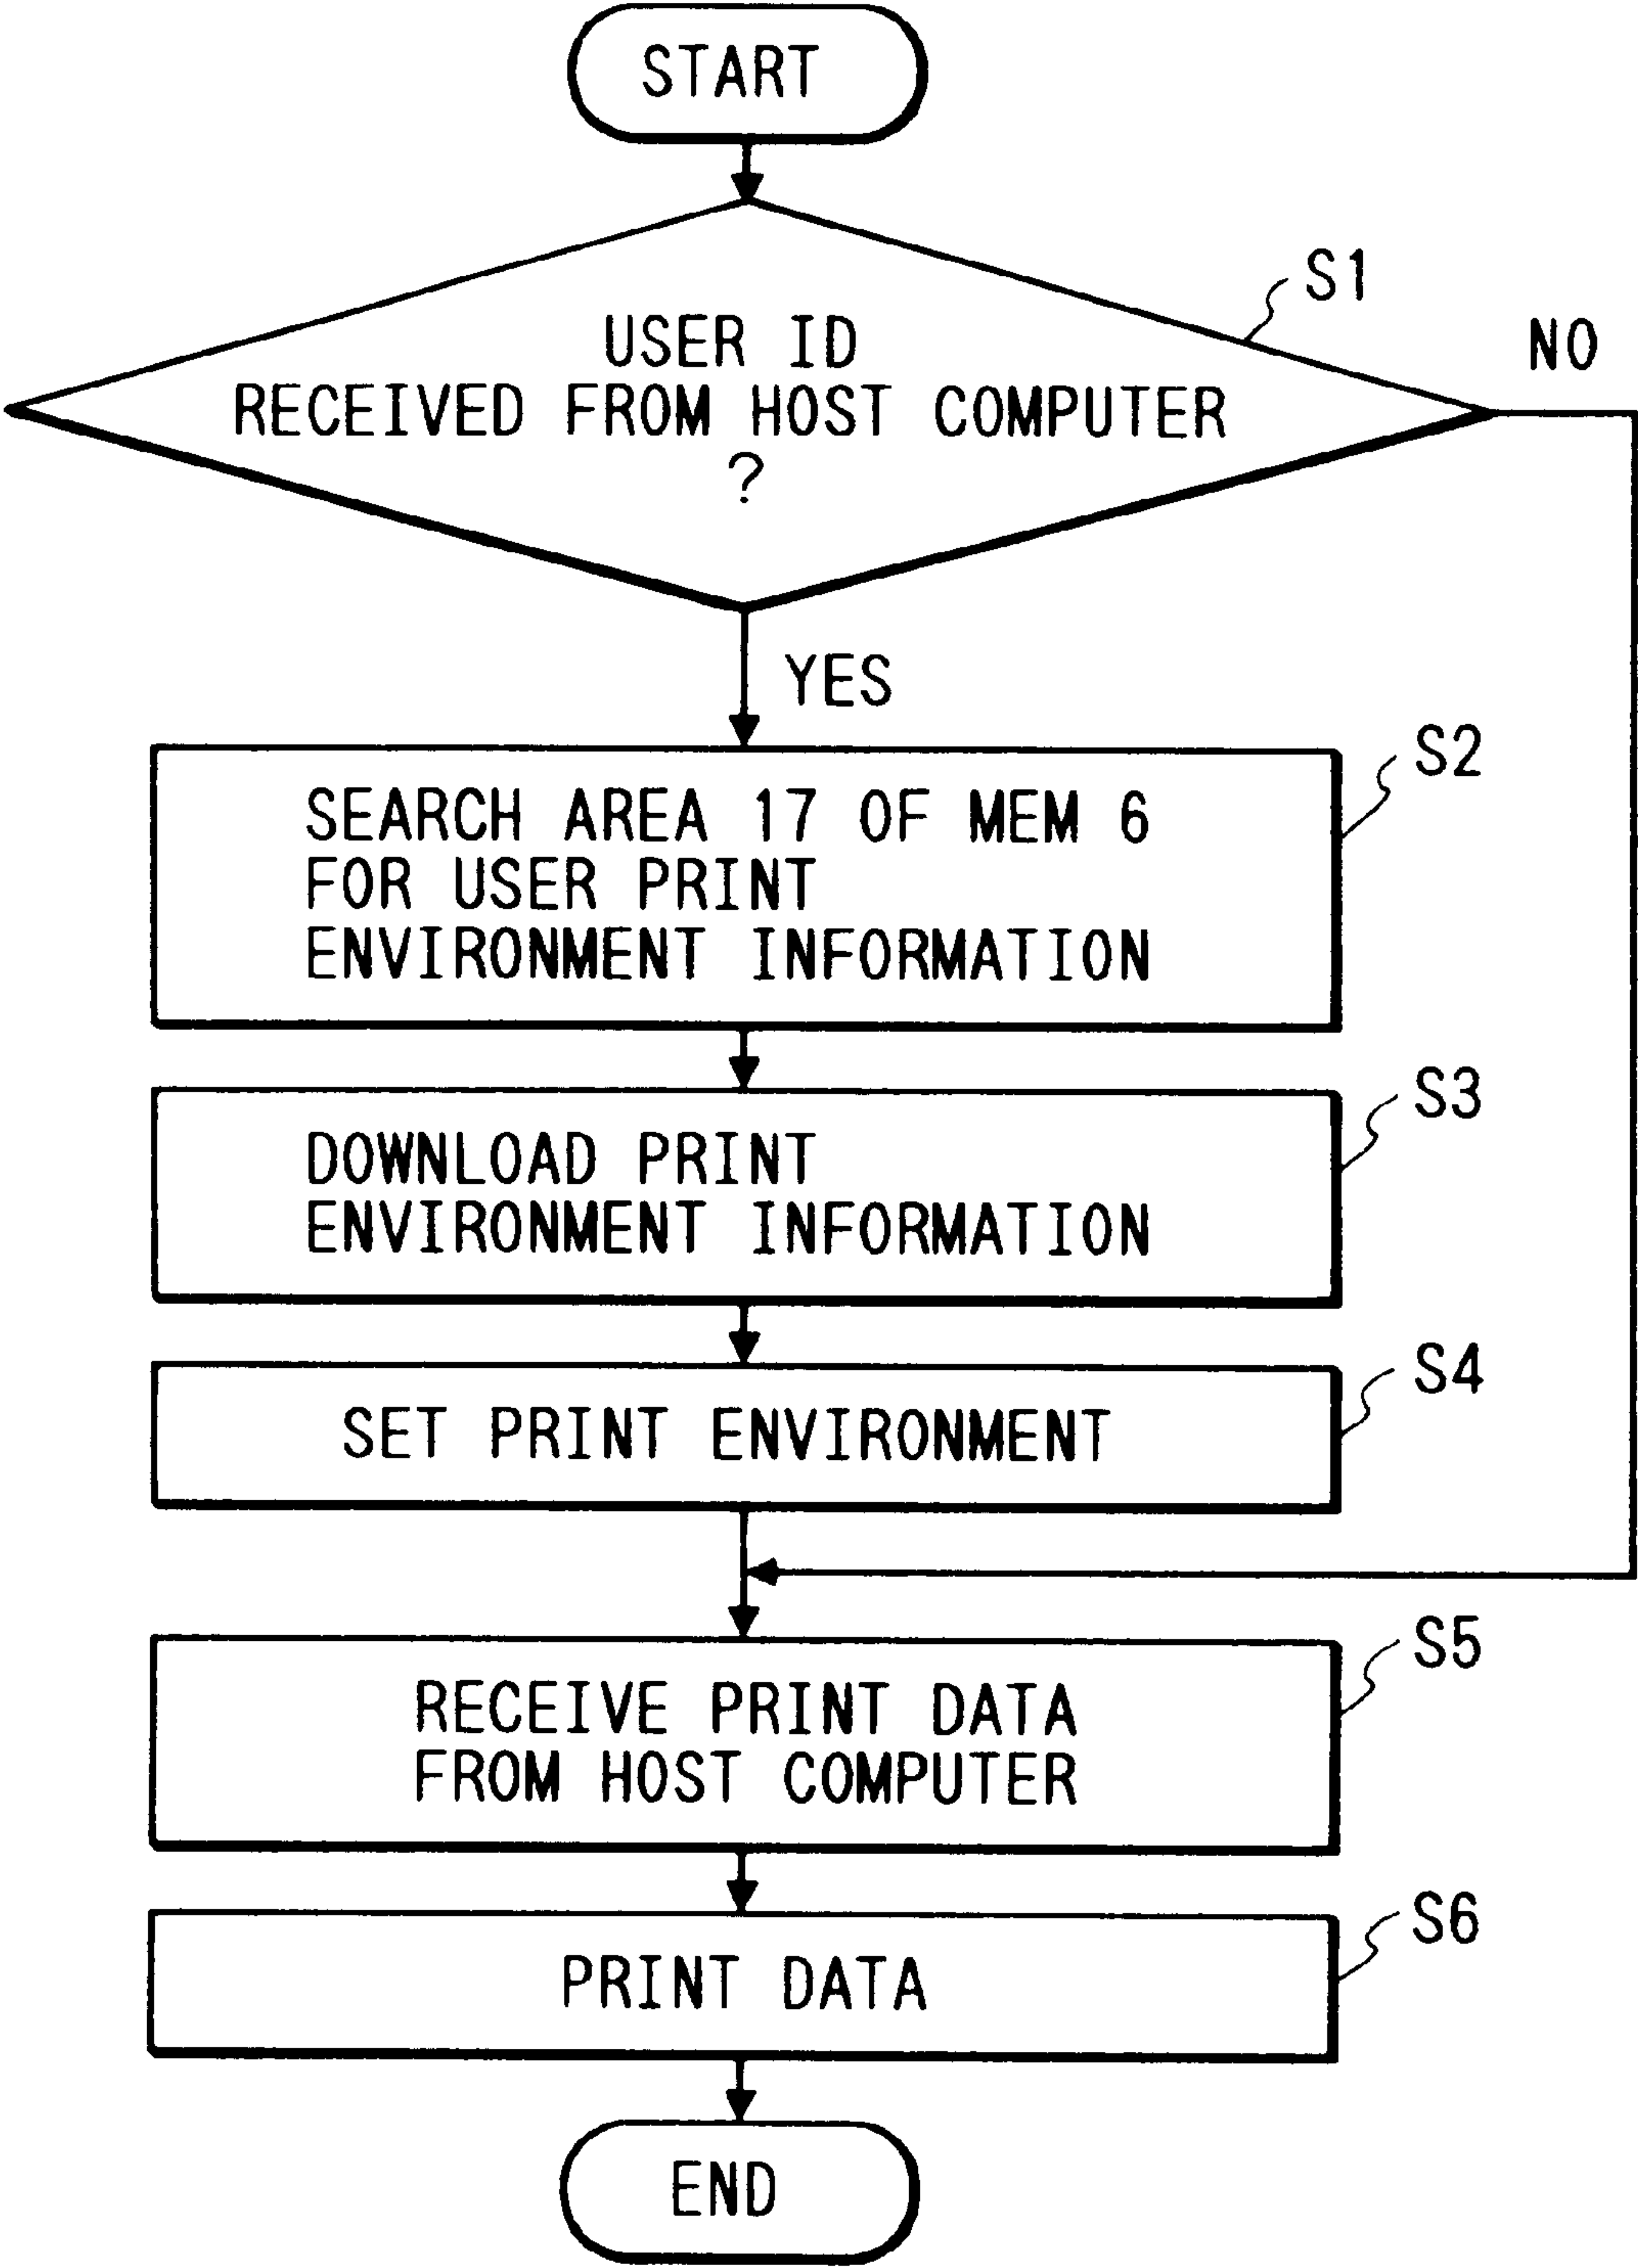 START
S1
NO
USER ID
RECEIVED FROM HOST COMPUTER
?
YES
S2
SEARCH AREA 17 OF MEM 6
FOR USER PRINT
ENVIRONMENT INFORMATION
S3
DOWNLOAD PRINT
ENVIRONMENT INFORMATION
S4
SET PRINT ENVIRONMENT
S5
RECEIVE PRINT DATA
FROM HOST COMPUTER
S6
PRINT DATA
END